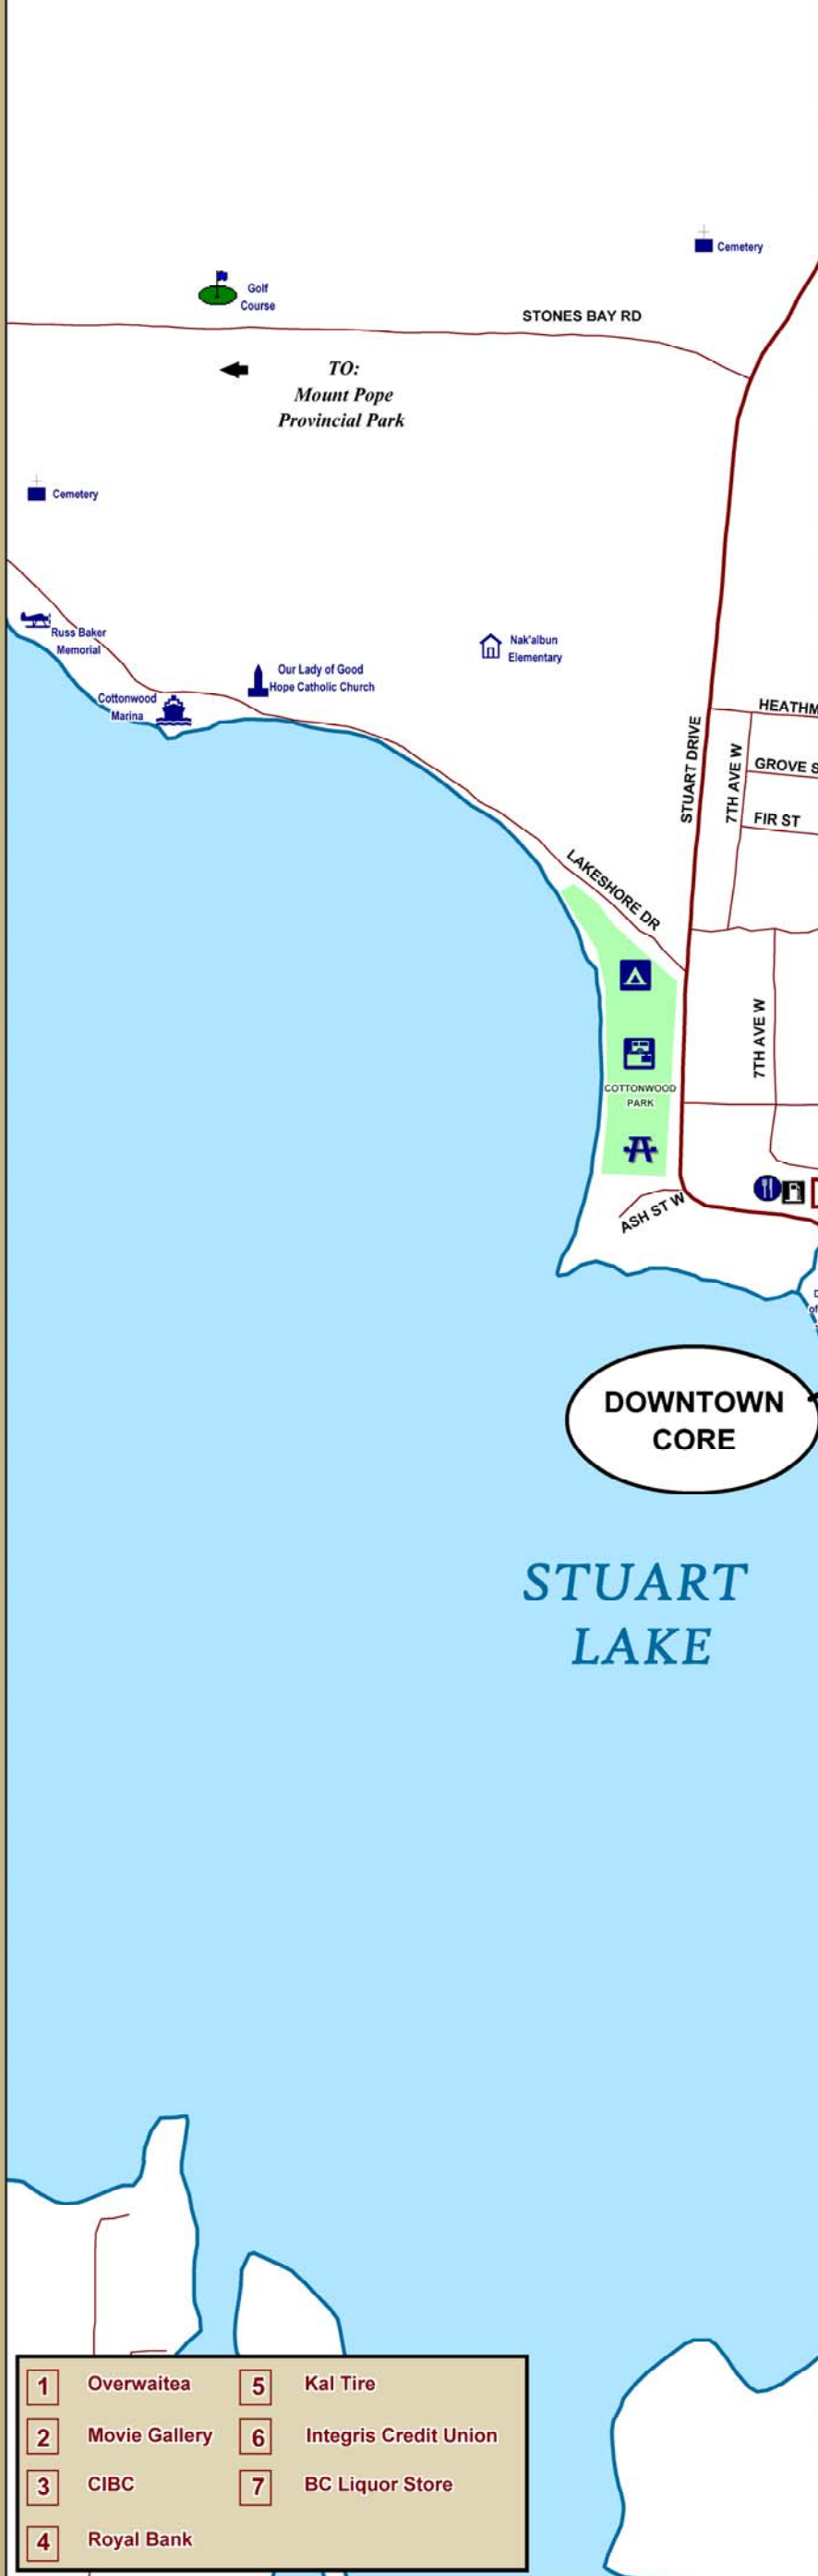 Cemetery
Golf
Course
STONES BAY RD
TO:
Mount Pope
Provincial Park
Cemetery
Russ Baker
Memorial
Nak'albun
Elementary
Our Lady of Good
Hope Catholic Church
Cottonwood
Marina
HEATHM
STUART DRIVE
7TH AVE W
GROVE S
FIR ST
LAKESHORE DR
7TH AVE W
COTTONWOOD
PARK
ASH ST W
D
of
DOWNTOWN
CORE
STUART
LAKE
1 Overwaitea
2 Movie Gallery
3 CIBC
4 Royal Bank
5 Kal Tire
6 Integris Credit Union
7 BC Liquor Store